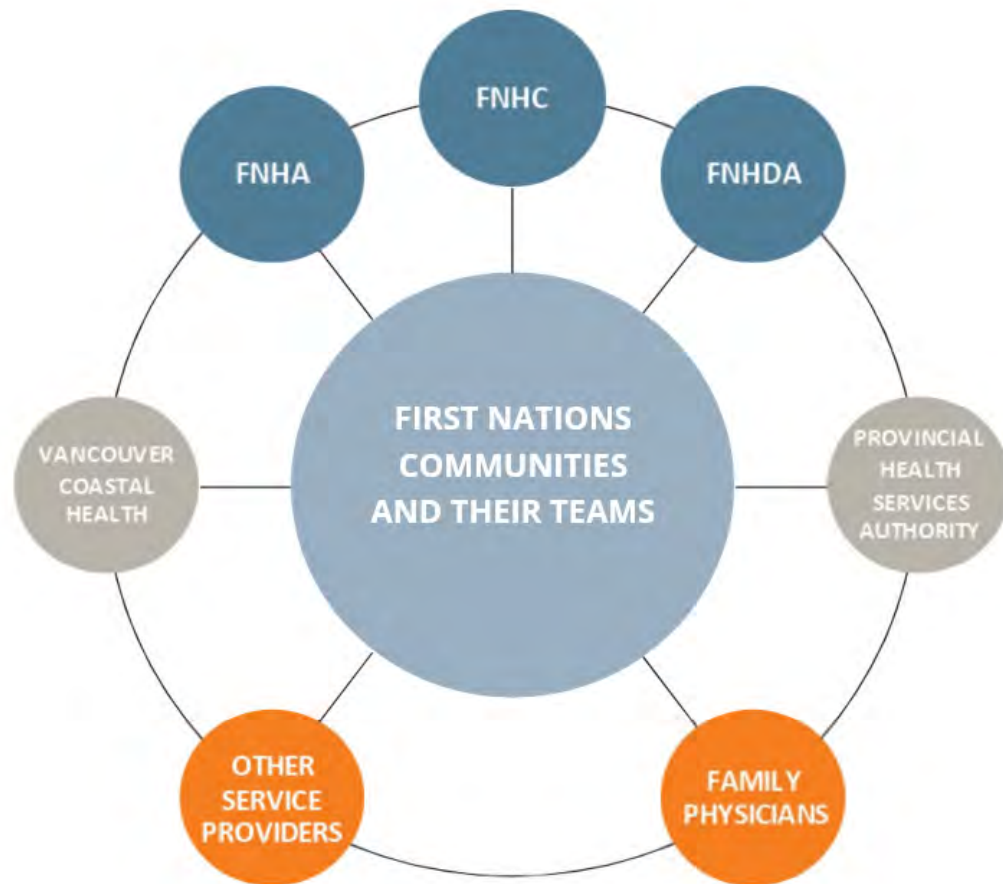 FNHC
FNHA
FNHDA
FIRST NATIONS
COMMUNITIES
AND THEIR TEAMS
VANCOUVER
COASTAL
HEALTH
PROVINCIAL
HEALTH
SERVICES
AUTHORITY
OTHER
SERVICE
PROVIDERS
FAMILY
PHYSICIANS